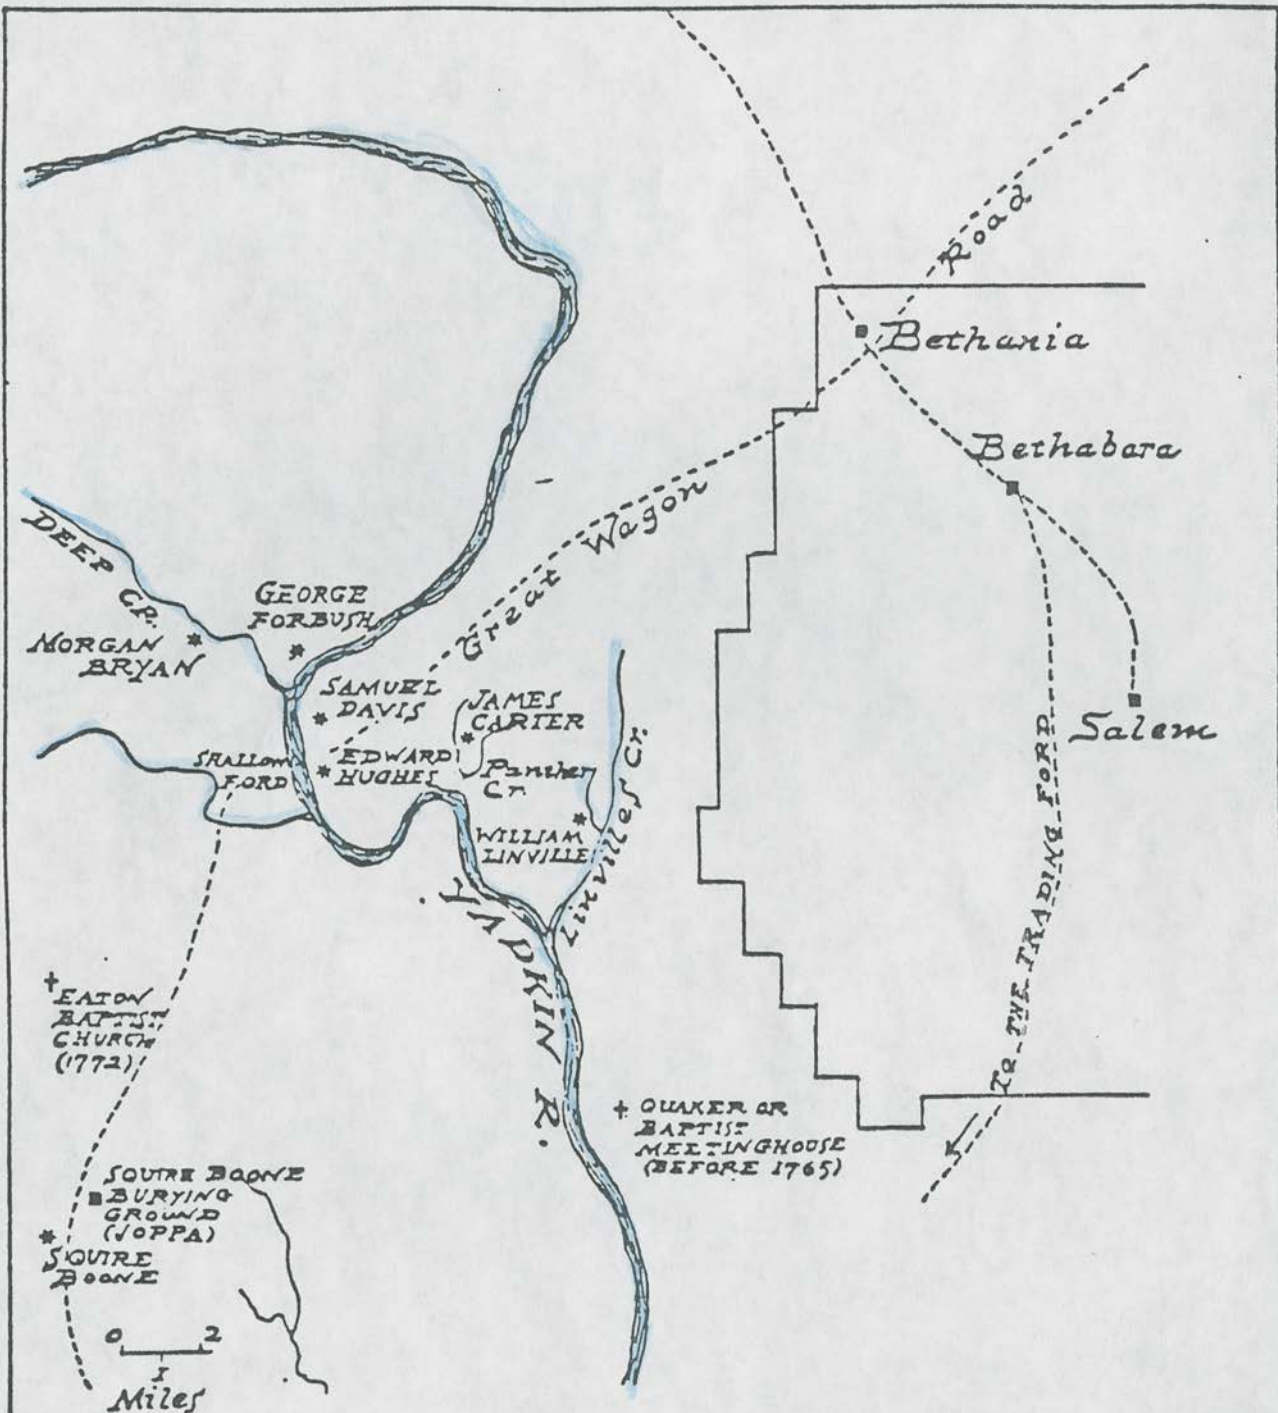 Great Wagon Road
Bethania
Bethabara
Salem
DEEP CR.
GEORGE
FORBUSH
MORGAN
BRYAN
SAMUEL
DAVIS
JAMES
CARTER
SHALLOW
FORD
EDWARD
HUGHES
Panther
Cr.
WILLIAM
LINVILLE
Linvilles Cr.
YADKIN R.
TO THE TRADING FORD
EATON
BAPTIST
CHURCH
(1772)
QUAKER OR
BAPTIST
MEETINGHOUSE
(BEFORE 1765)
SQUIRE BOONE
BURYING
GROUND
(JOPPA)
SQUIRE
BOONE
0 2
1
Miles